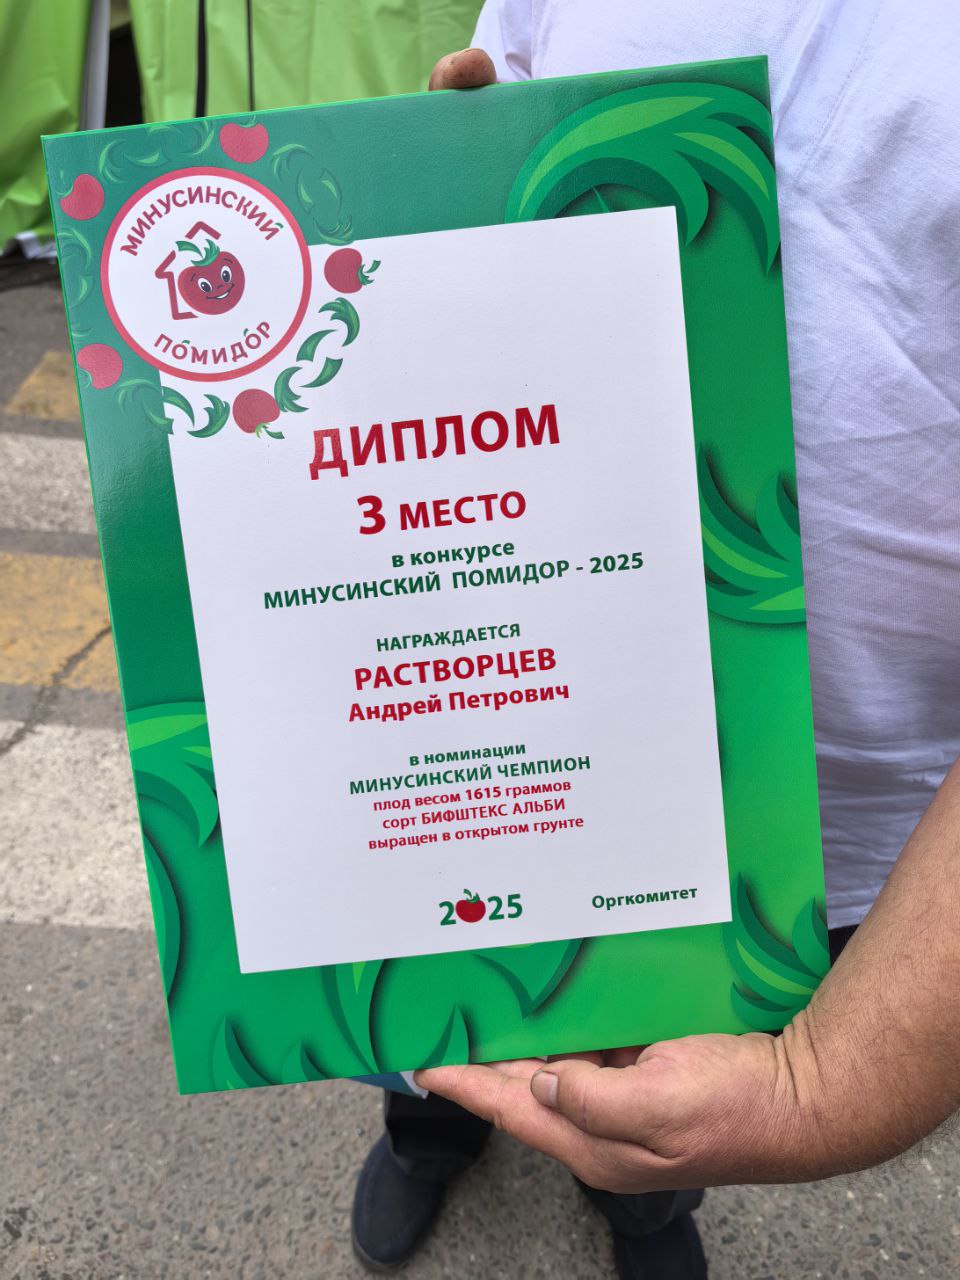 МИНУСИНСКИЙ
ПОМИДОР
ДИПЛОМ
3 МЕСТО
в конкурсе
МИНУСИНСКИЙ ПОМИДОР - 2025
НАГРАЖДАЕТСЯ
РАСТВОРЦЕВ
Андрей Петрович
в номинации
МИНУСИНСКИЙ ЧЕМПИОН
плод весом 1615 граммов
сорт БИФШТЕКС АЛЬБИ
выращен в открытом грунте
2025
Оргкомитет